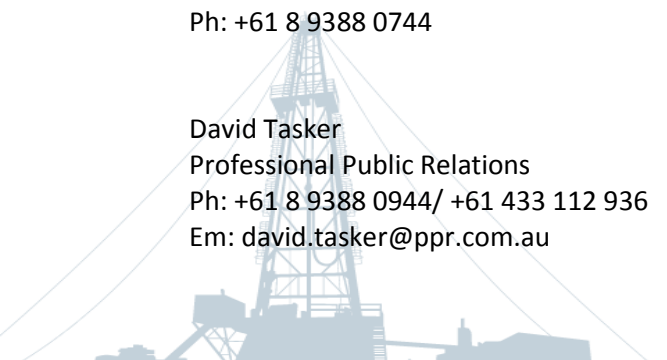 Ph: +61 8 9388 0744
David Tasker
Professional Public Relations
Ph: +61 8 9388 0944/ +61 433 112 936
Em: david.tasker@ppr.com.au